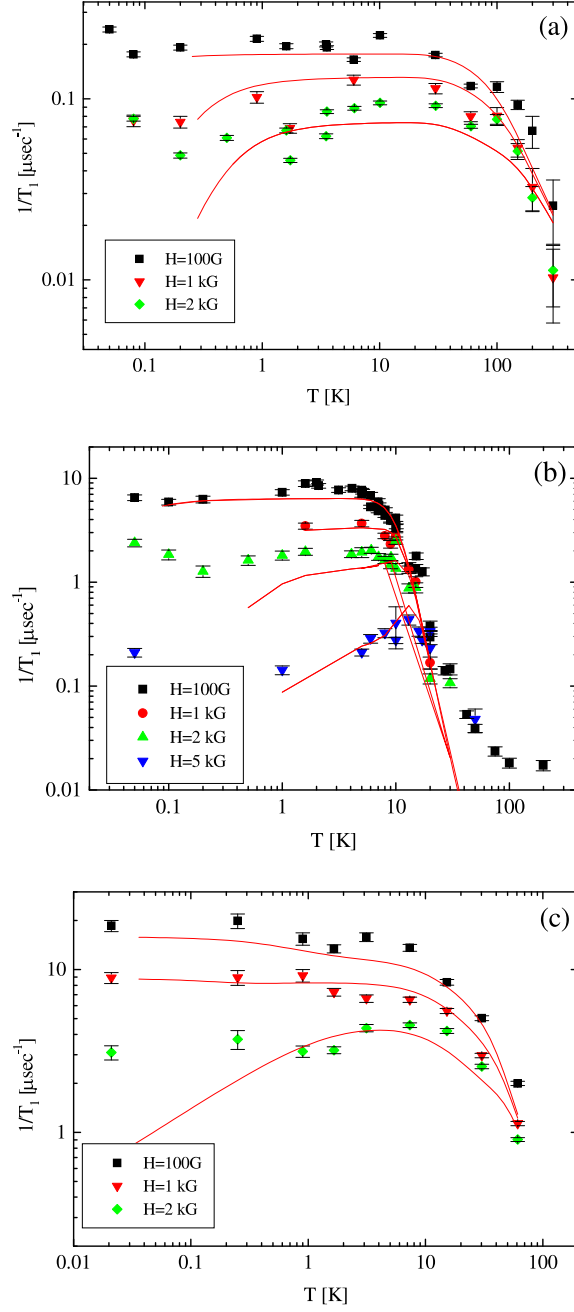 (a)
0.1
0.01
1/T₁ [μsec⁻¹]
H=100G
H=1 kG
H=2 kG
0.1
1
10
100
T [K]
(b)
10
1
0.1
0.01
1/T₁ [μsec⁻¹]
H=100G
H=1 kG
H=2 kG
H=5 kG
0.1
1
10
100
T [K]
(c)
10
1
1/T₁ [μsec⁻¹]
H=100G
H=1 kG
H=2 kG
0.01
0.1
1
10
100
T [K]